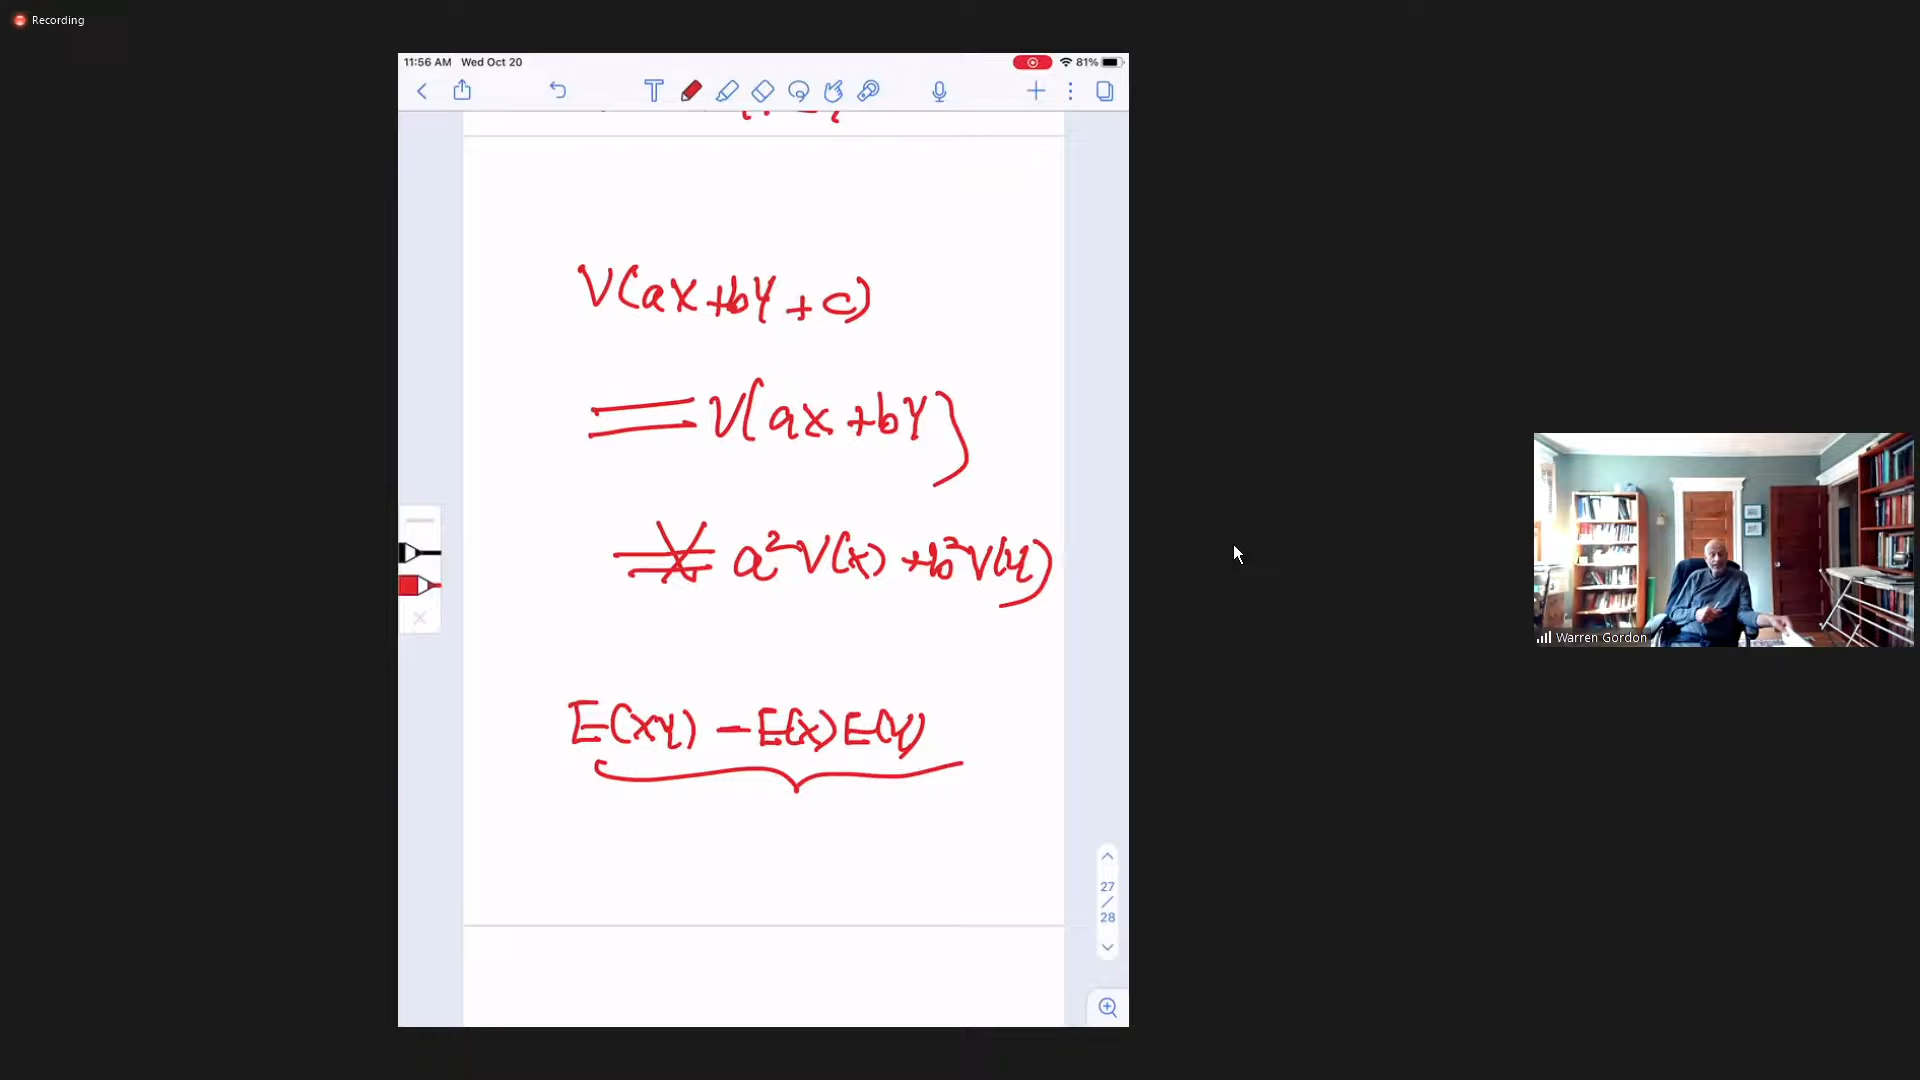 Recording
11:56 AM Wed Oct 20
81%
T
V(aX+bY+c)
= V(aX+bY)
≠ a²V(X)+b²V(Y)
E(XY) - E(X)E(Y)
27
/
28
Warren Gordon